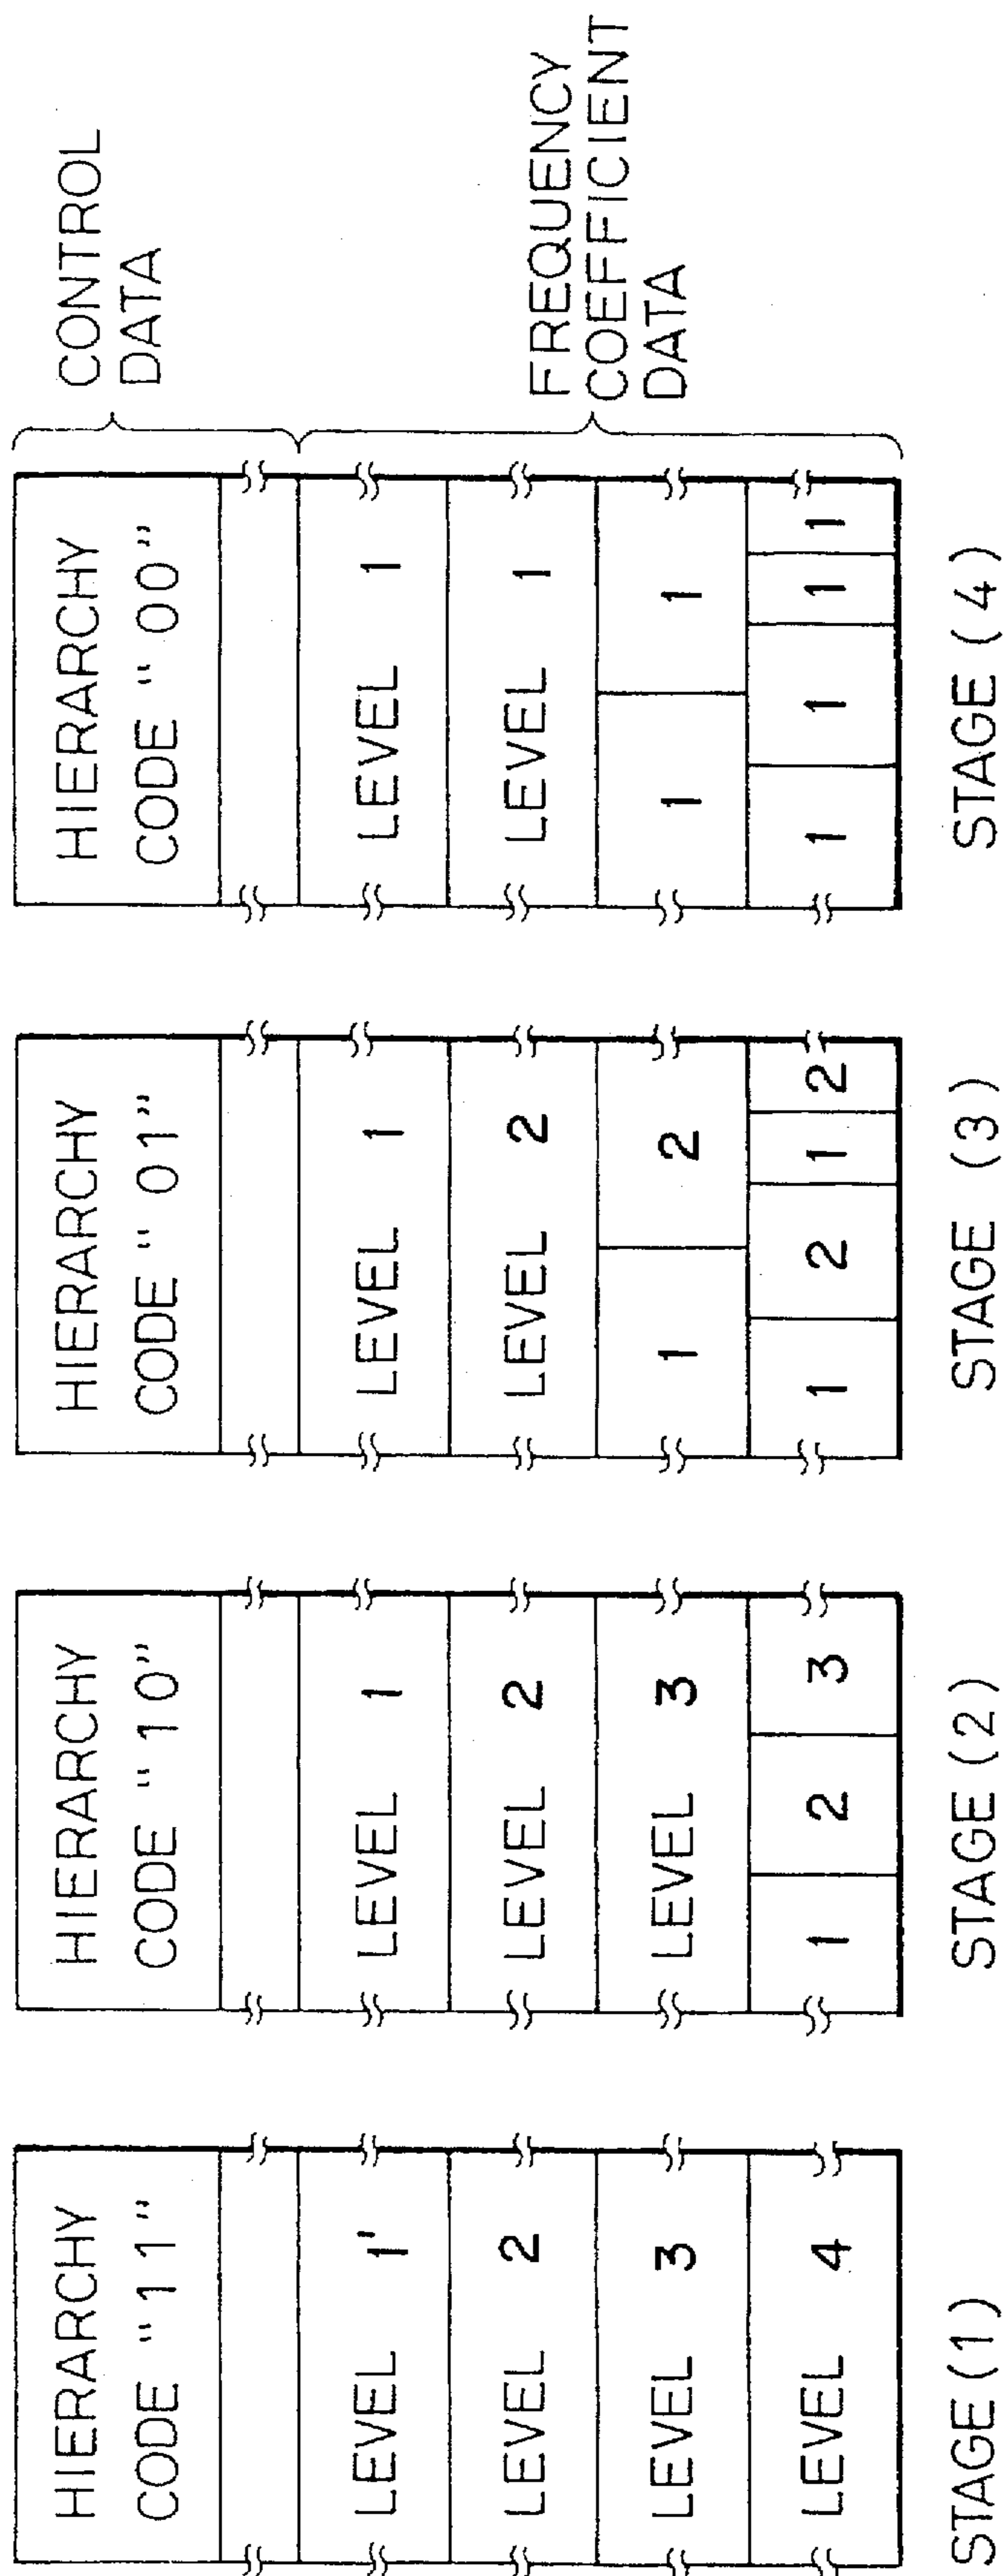 HIERARCHY
CODE "11"
LEVEL 1'
LEVEL 2
LEVEL 3
LEVEL 4
STAGE (1)
HIERARCHY
CODE "10"
LEVEL 1
LEVEL 2
LEVEL 3
1 2 3
STAGE (2)
HIERARCHY
CODE "01"
LEVEL 1
LEVEL 2
1 2
1 2 1 2
STAGE (3)
HIERARCHY
CODE "00"
LEVEL 1
LEVEL 1
1 1
1 1 1 1
STAGE (4)
CONTROL
DATA
FREQUENCY
COEFFICIENT
DATA